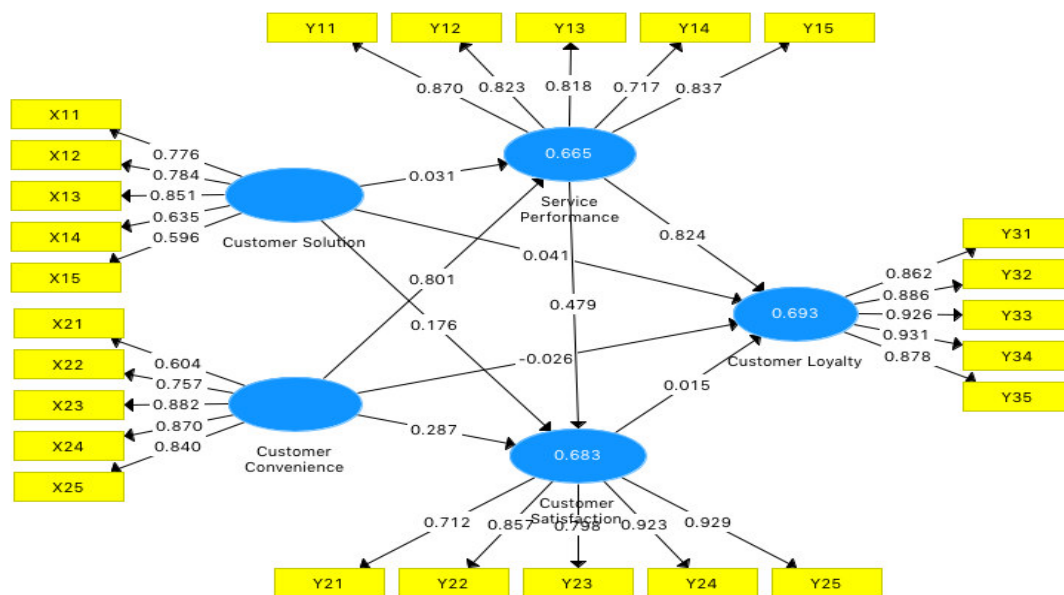 Y11 Y12 Y13 Y14 Y15
0.870 0.823 0.818 0.717 0.837
X11
X12
X13
X14
X15
0.776
0.784
0.851
0.635
0.596
Customer Solution
0.031
0.665
Service
Performance
0.801
0.176
0.041
0.824
0.479
-0.026
0.015
0.287
X21
X22
X23
X24
X25
0.604
0.757
0.882
0.870
0.840
Customer
Convenience
0.693
Customer Loyalty
0.862
0.886
0.926
0.931
0.878
Y31
Y32
Y33
Y34
Y35
0.683
Customer
Satisfaction
0.712 0.857 0.798 0.923 0.929
Y21 Y22 Y23 Y24 Y25